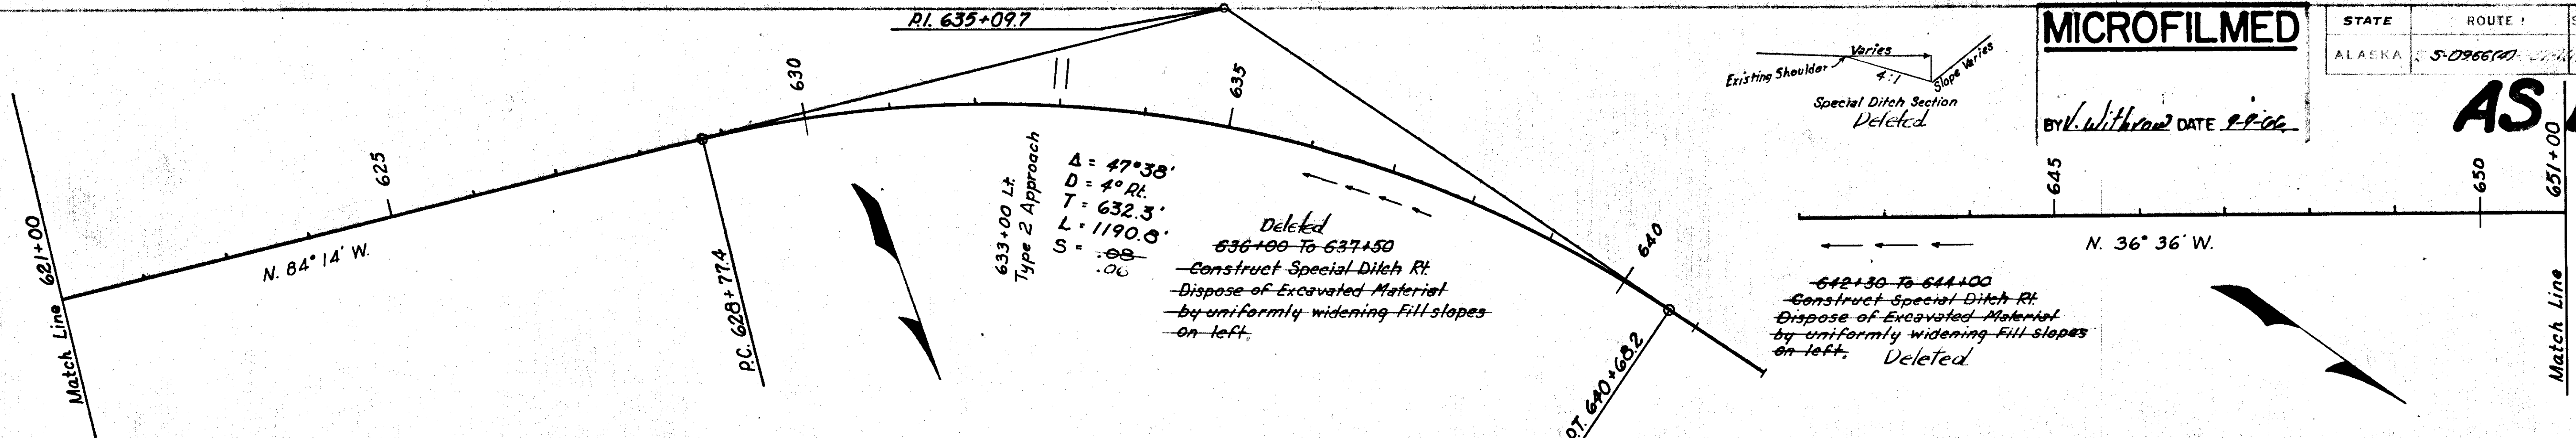 P.I. 635+09.7
MICROFILMED
BY V. Withrow DATE 9-9-66
STATE
ROUTE
ALASKA
S-0966(4)
AS
Varies
Existing Shoulder
4:1
Slope Varies
Special Ditch Section
Deleted
625
630
635
640
645
650
651+00
Match Line
621+00
Match Line
N. 84° 14' W.
P.C. 628+77.4
633+00 Lt.
Type 2 Approach
Δ = 47°38'
D = 4° Rt.
T = 632.3'
L = 1190.8'
S = .08
.06
Deleted
636+00 To 637+50
Construct Special Ditch Rt.
Dispose of Excavated Material
by uniformly widening Fill slopes
on left.
O.T. 640+68.2
N. 36° 36' W.
642+30 To 644+00
Construct Special Ditch Rt.
Dispose of Excavated Material
by uniformly widening Fill slopes
on left.
Deleted